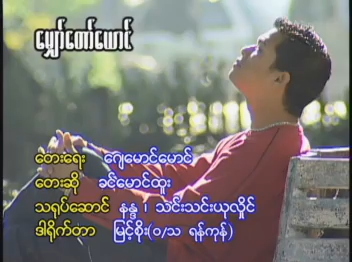 မျှော်တော်ယောင်
တေးရေး ဂျေမောင်မောင်
တေးဆို ခင်မောင်ထူး
သရုပ်ဆောင် နန္ဒ ၊ သင်းသင်းယုလှိုင်
ဒါရိုက်တာ မြင့်စိုး(ဝ/သ ရန်ကုန်)